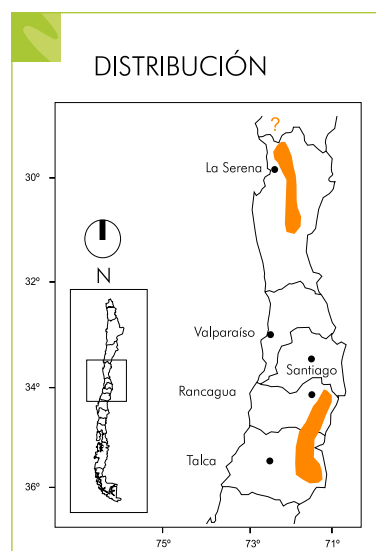 DISTRIBUCIÓN
?
La Serena
30°
32°
N
Valparaíso
Santiago
34°
Rancagua
Talca
36°
75° 73° 71°